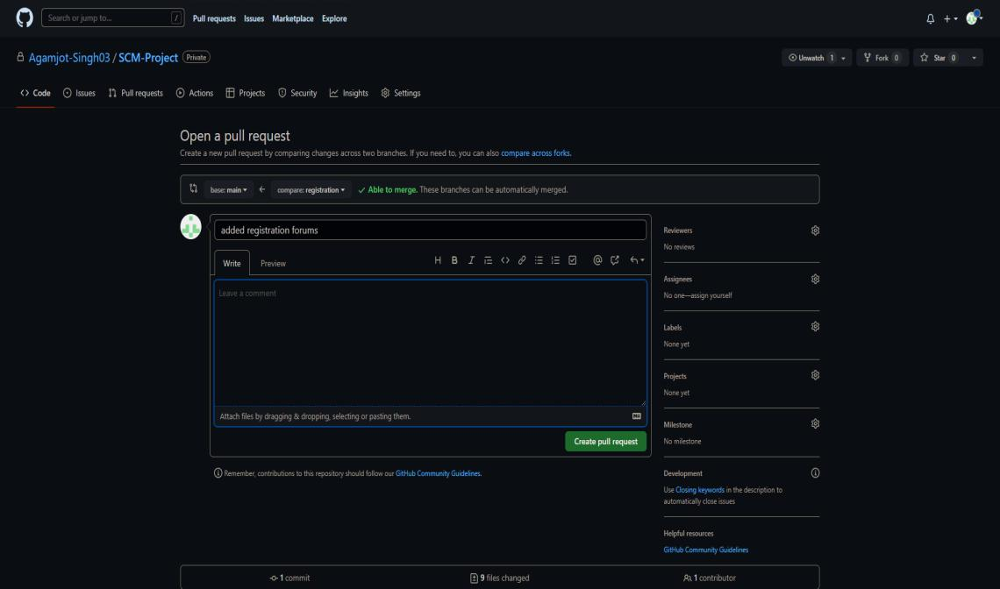 Search or jump to... / Pull requests Issues Marketplace Explore
Agamjot-Singh03 / SCM-Project Private
Unwatch 1 Fork 0 Star 0
Code Issues Pull requests Actions Projects Security Insights Settings
Open a pull request
Create a new pull request by comparing changes across two branches. If you need to, you can also compare across forks.
base: main compare: registration Able to merge. These branches can be automatically merged.
added registration forums
Write Preview
Leave a comment
Attach files by dragging & dropping, selecting or pasting them.
Create pull request
Remember, contributions to this repository should follow our GitHub Community Guidelines.
Reviewers
No reviews
Assignees
No one—assign yourself
Labels
None yet
Projects
None yet
Milestone
No milestone
Development
Use Closing keywords in the description to
automatically close issues
Helpful resources
GitHub Community Guidelines
1 commit 9 files changed 1 contributor